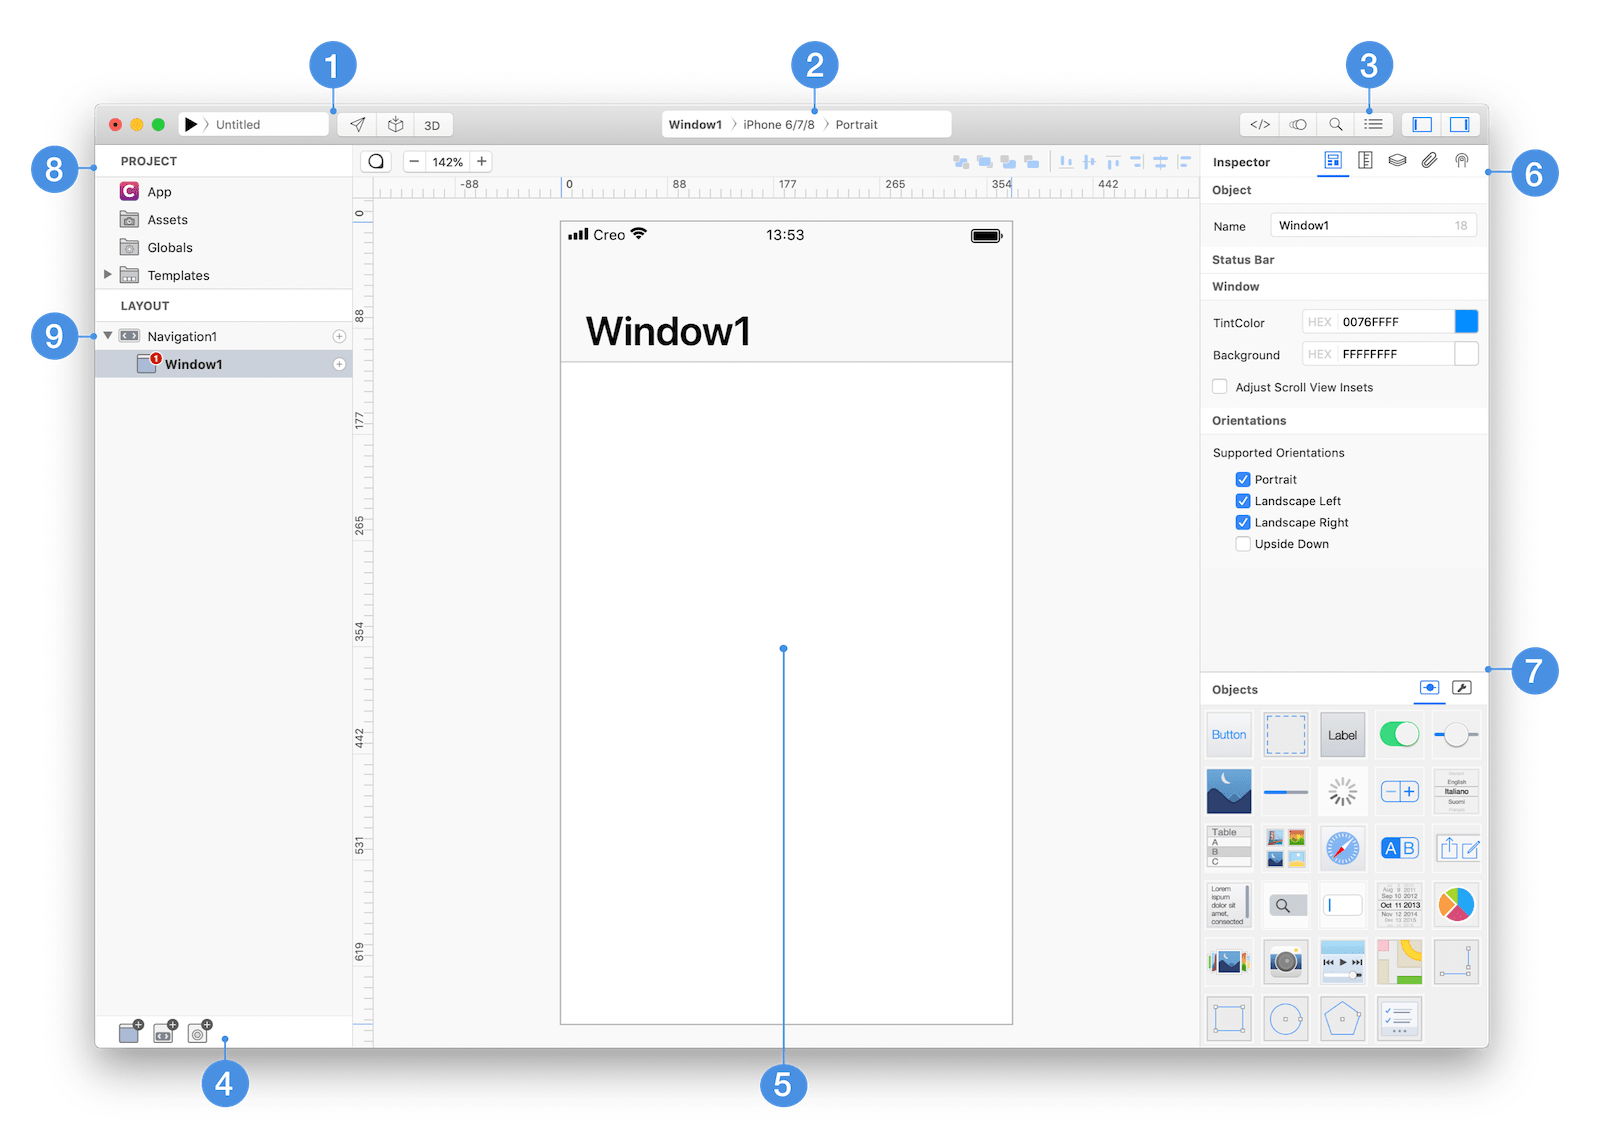 1
2
3
Untitled
3D
Window1 iPhone 6/7/8 Portrait
</>
8
PROJECT
142%
Inspector
6
App
Assets
Globals
Templates
-88 0 88 177 265 354 442
Object
Name Window1 18
Status Bar
Window
TintColor HEX 0076FFFF
Background HEX FFFFFFFF
Adjust Scroll View Insets
Orientations
Supported Orientations
Portrait
Landscape Left
Landscape Right
Upside Down
LAYOUT
9
Navigation1
1
Window1
0
88
177
265
354
442
531
619
Creo 13:53
Window1
7
Objects
Button Label
English
Italiano
Suomi
Table
A
B
C
A B
Lorem
ispum
dolor sit
amet,
consected
Aug 9 2011
Sep 10 2012
Oct 11 2013
Nov 12 2014
Dec 13 2015
4
5